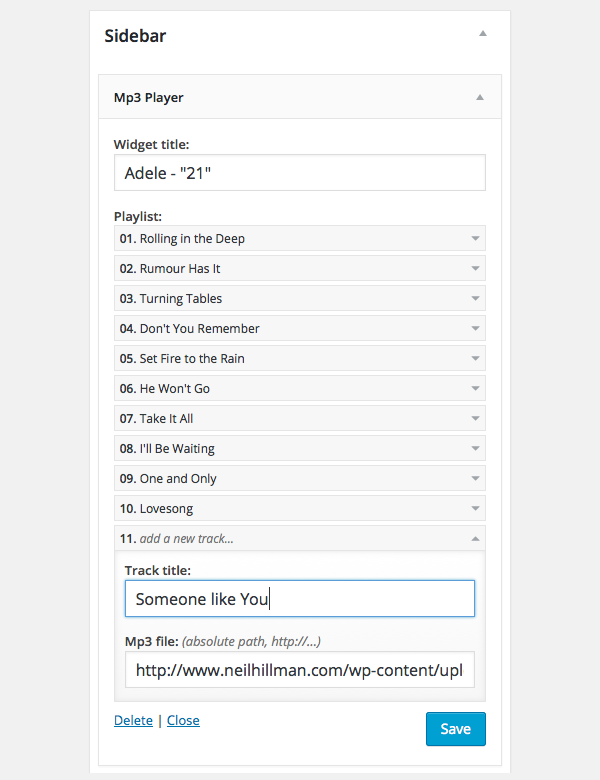 Sidebar
Mp3 Player
Widget title:
Adele - "21"
Playlist:
01. Rolling in the Deep
02. Rumour Has It
03. Turning Tables
04. Don't You Remember
05. Set Fire to the Rain
06. He Won't Go
07. Take It All
08. I'll Be Waiting
09. One and Only
10. Lovesong
11. add a new track...
Track title:
Someone like You
Mp3 file: (absolute path, http://...)
http://www.neilhillman.com/wp-content/upl
Delete | Close
Save